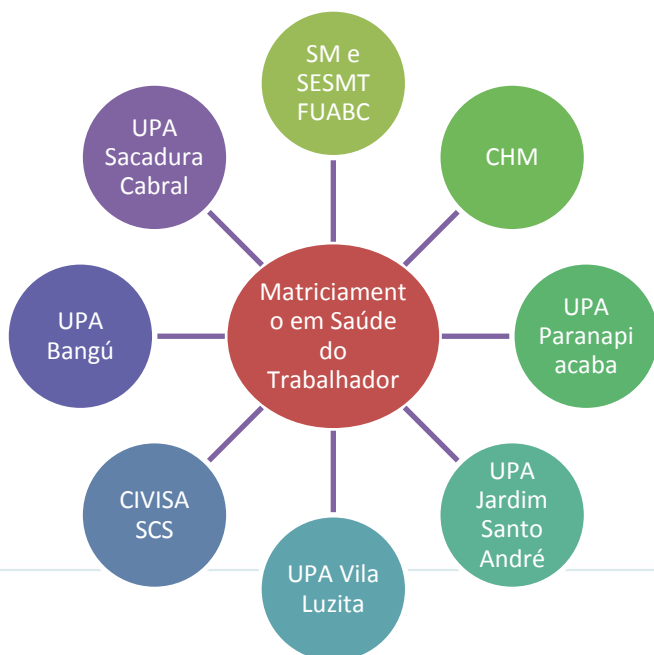 SM e
SESMT
FUABC
CHM
UPA
Paranapi
acaba
UPA
Jardim
Santo
André
UPA Vila
Luzita
CIVISA
SCS
UPA
Bangú
UPA
Sacadura
Cabral
Matriciament
o em Saúde
do
Trabalhador